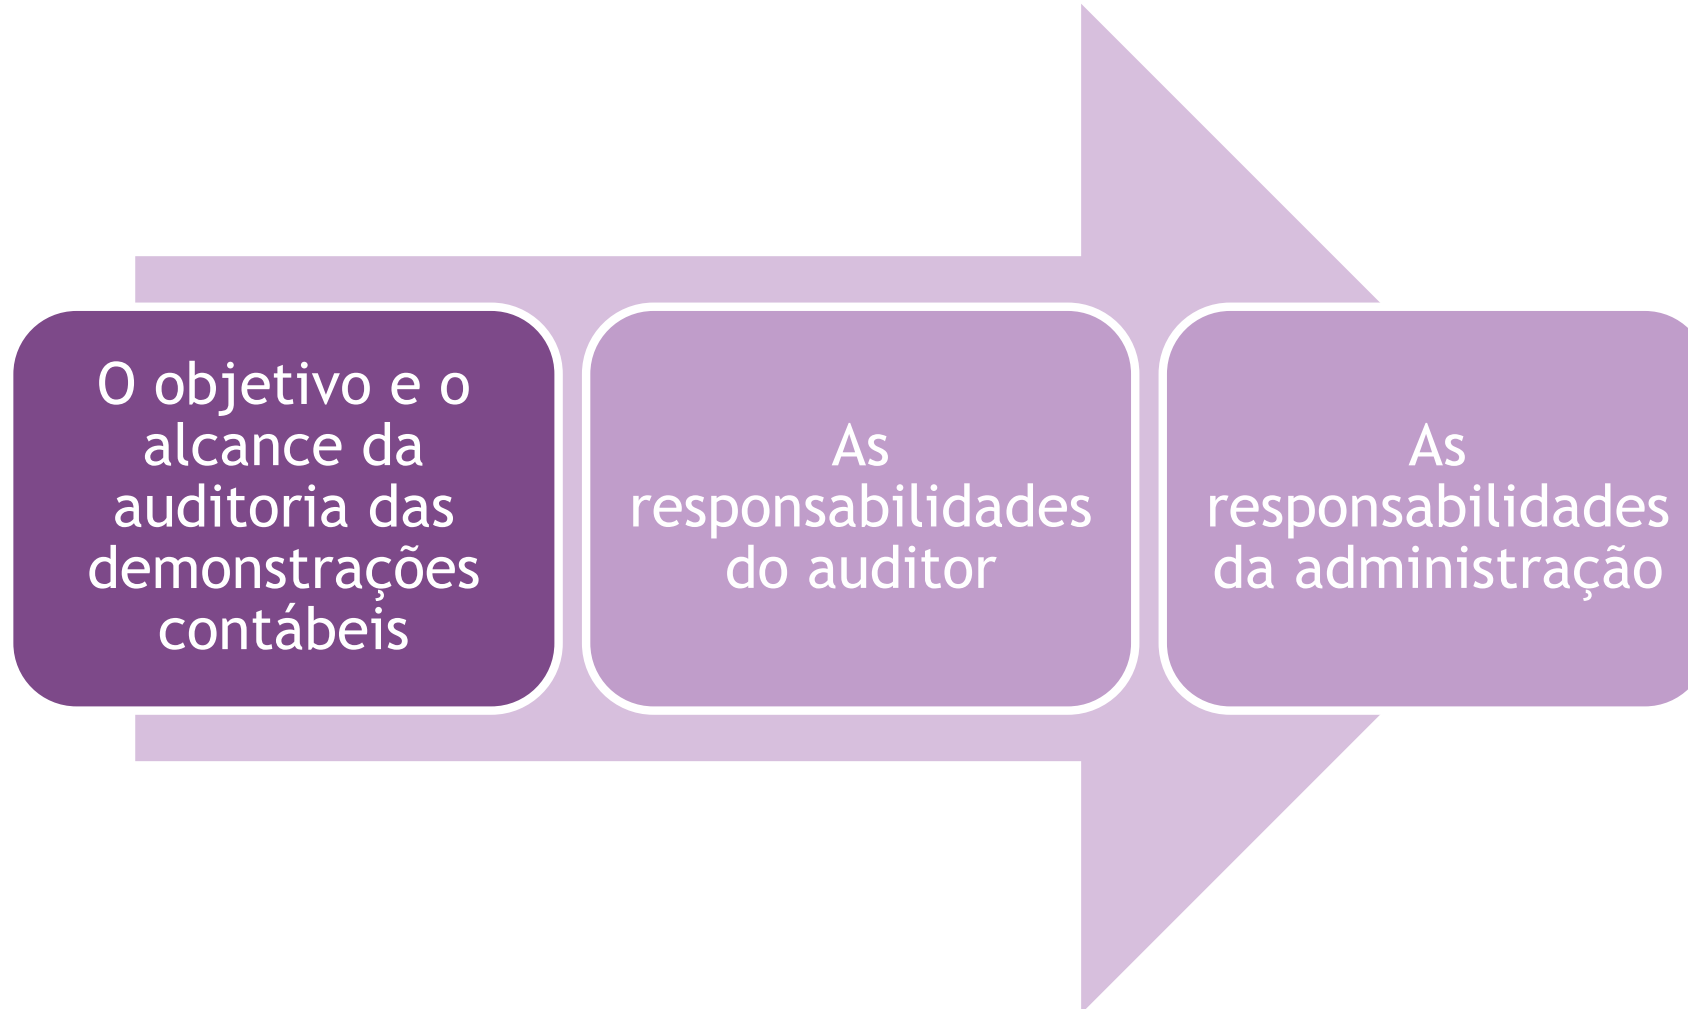 O objetivo e o
alcance da
auditoria das
demonstrações
contábeis
As
responsabilidades
do auditor
As
responsabilidades
da administração